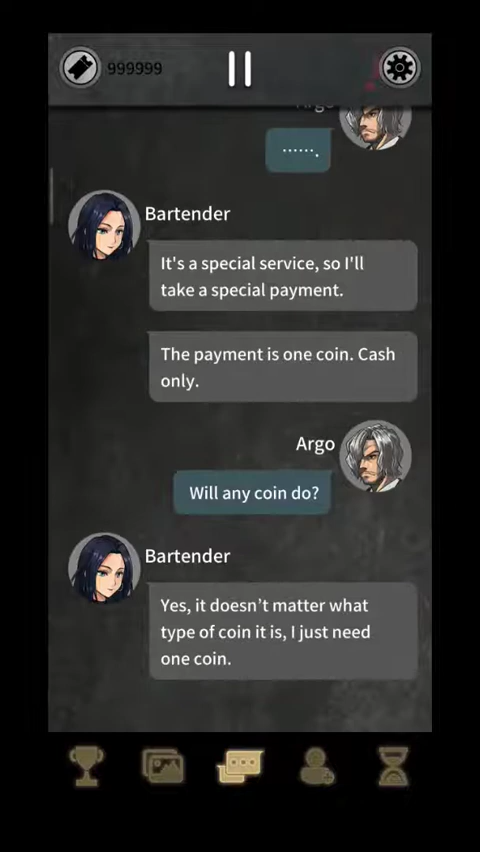 999999
Argo
.......
Bartender
It's a special service, so I'll
take a special payment.
The payment is one coin. Cash
only.
Argo
Will any coin do?
Bartender
Yes, it doesn’t matter what
type of coin it is, I just need
one coin.